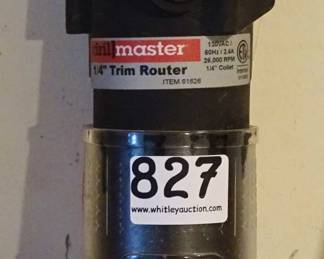 drillmaster
1/4" Trim Router
ITEM 61626
120VAC /
60Hz / 2.4A
26,000 RPM
1/4" Collet
827
www.whitleyauction.com